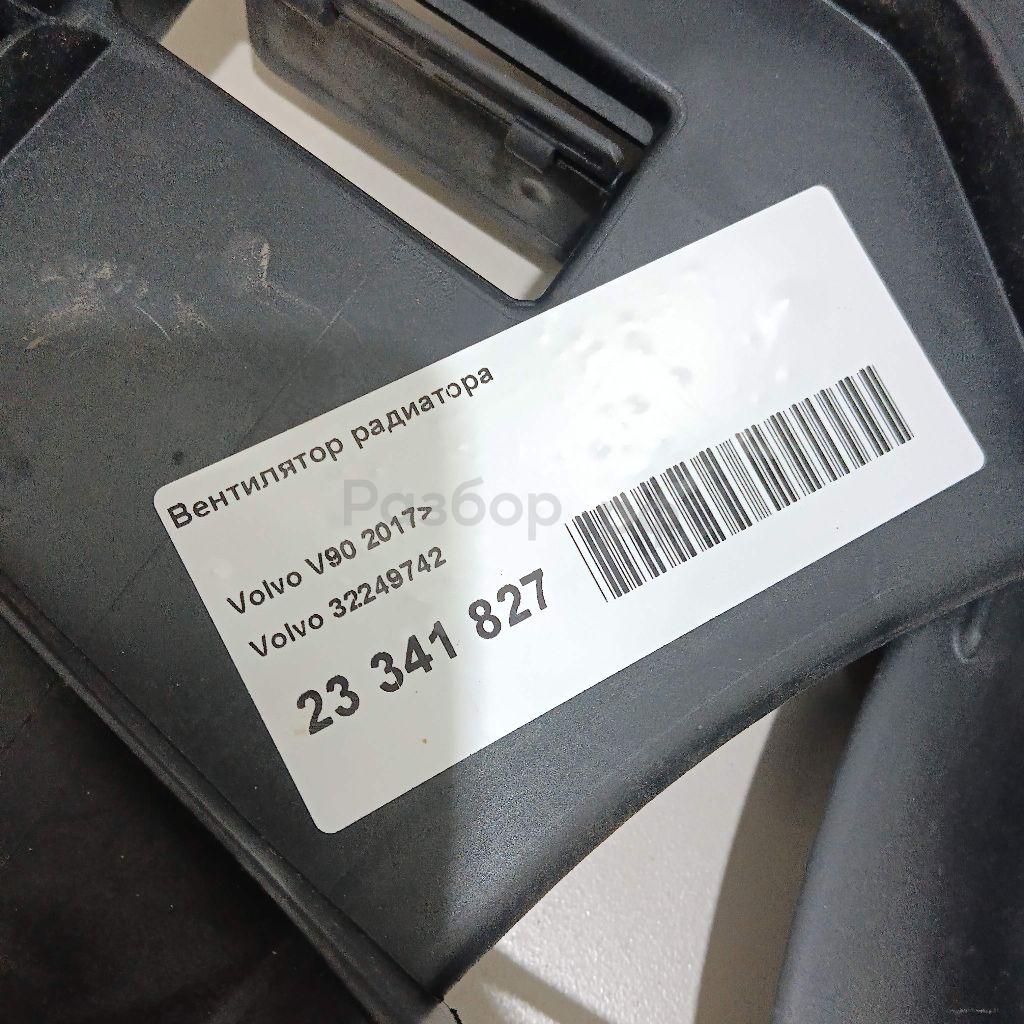 Вентилятор радиатора
Volvo V90 2017>
Volvo 32249742
23 341 827
Разбор